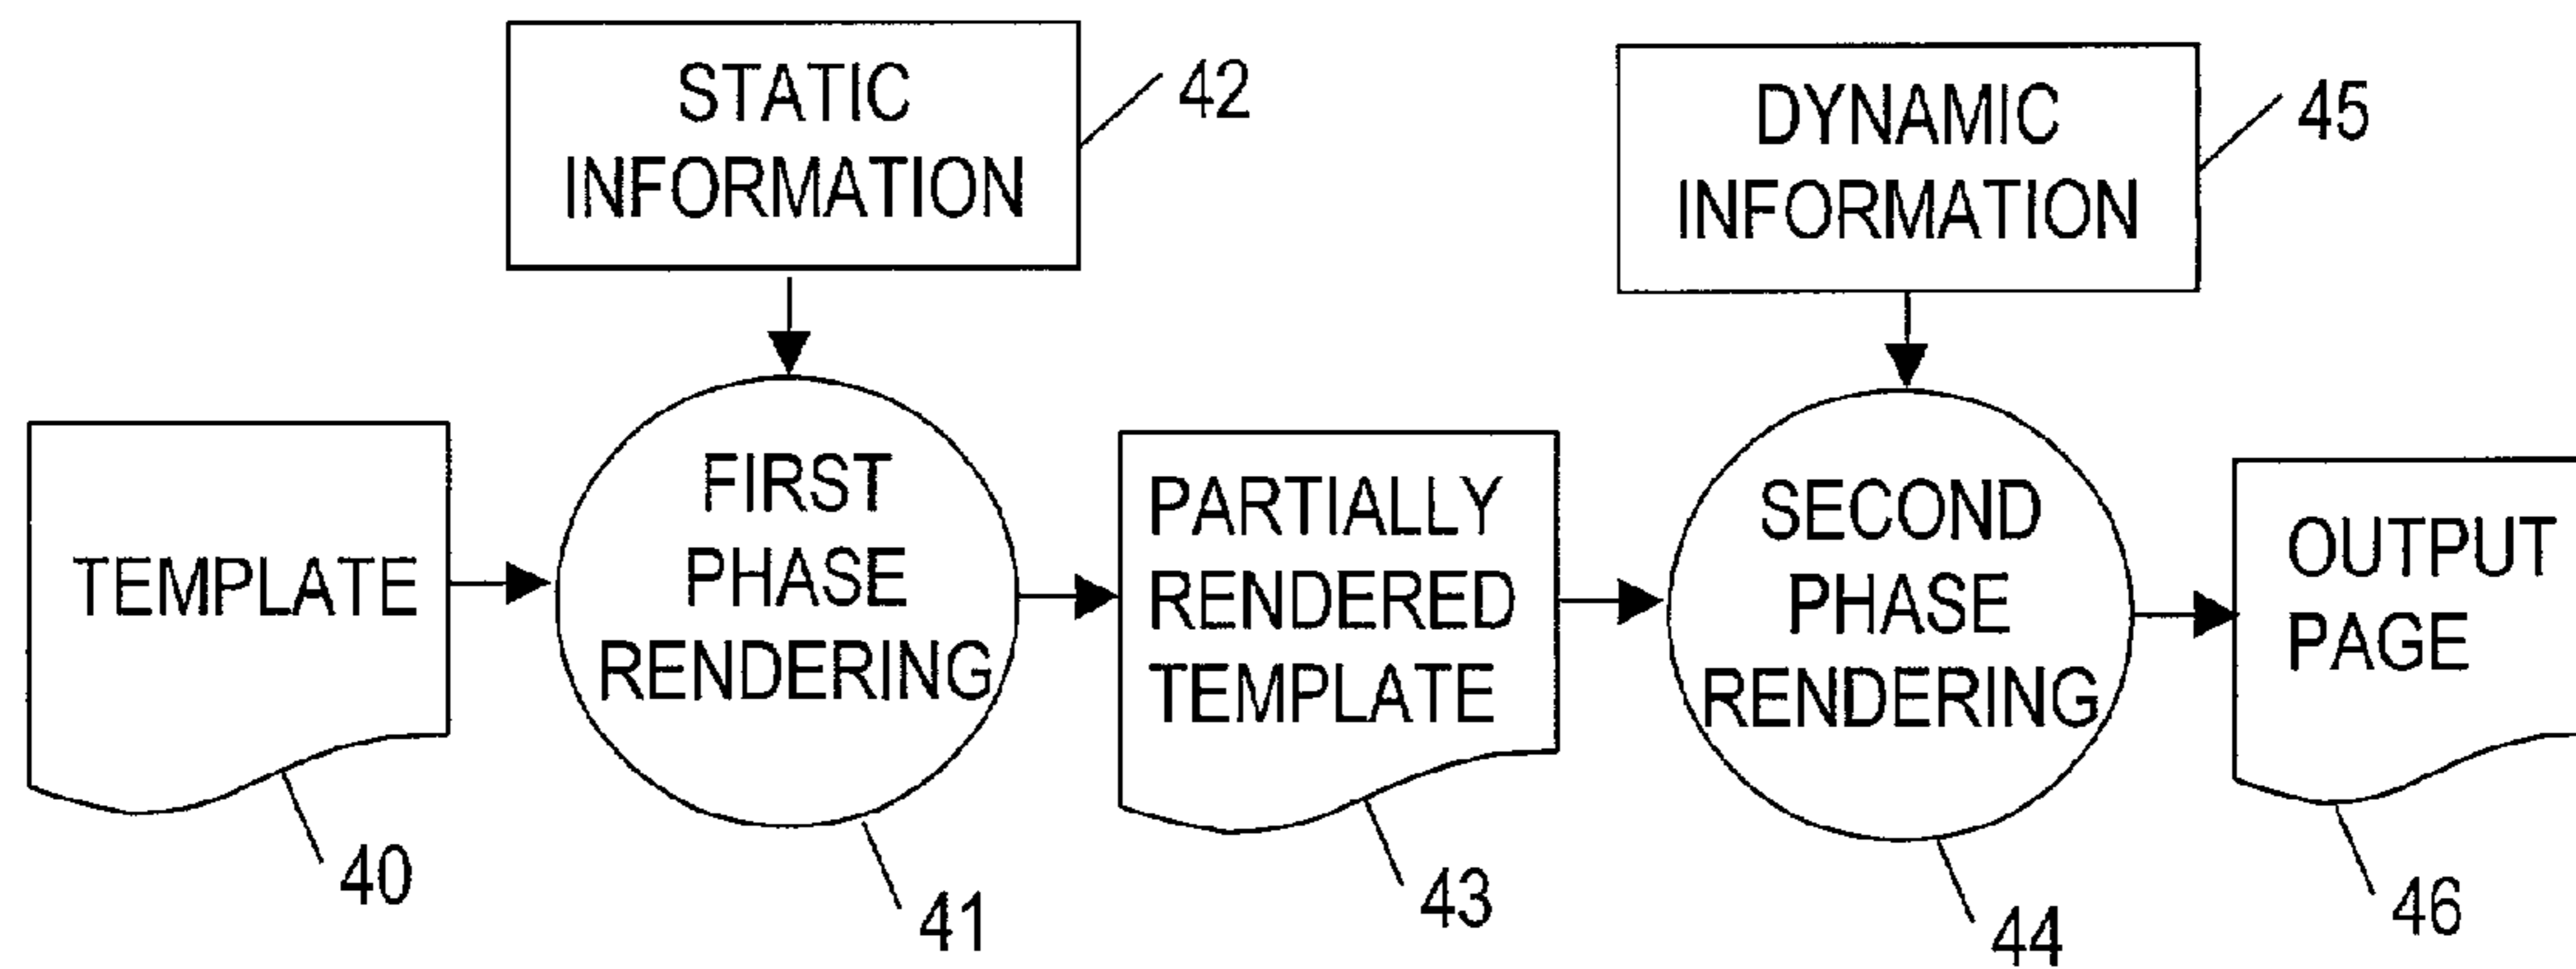 STATIC
INFORMATION
42
DYNAMIC
INFORMATION
45
TEMPLATE
40
FIRST
PHASE
RENDERING
41
PARTIALLY
RENDERED
TEMPLATE
43
SECOND
PHASE
RENDERING
44
OUTPUT
PAGE
46